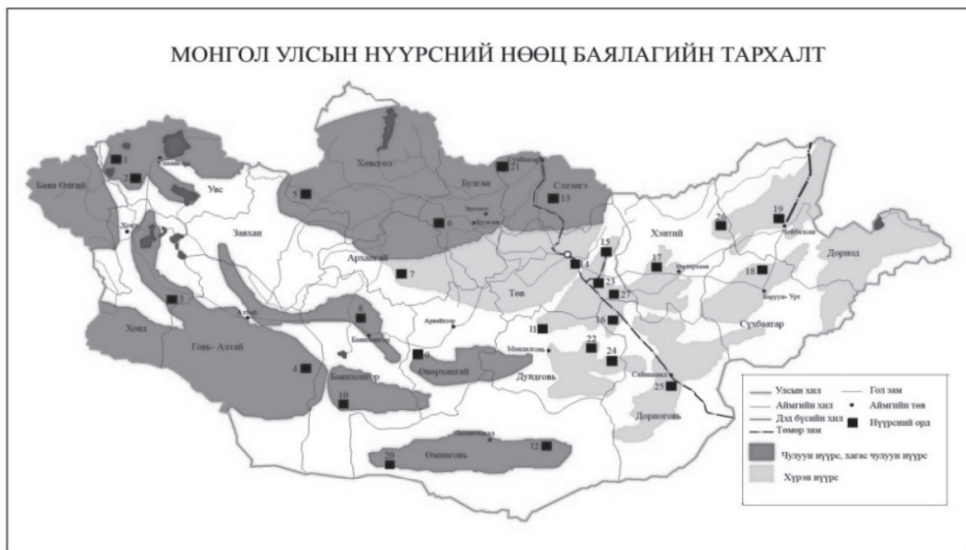 МОНГОЛ УЛСЫН НҮҮРСНИЙ НӨӨЦ БАЯЛАГИЙН ТАРХАЛТ
Хөвсгөл
21
1
Булган
Сэлэнгэ
2
Баян Өлгий
Увс
5
13
19
26
6
Булган
Хэнтий
Завхан
15
Дорнод
Архангай
14
17
18
7
23
Төв
27
Баруун- Урт
3
8
16
Сүхбаатар
Ховд
Алтай
Арвайхээр
11
Говь- Алтай
22
9
24
Дундговь
4
Баянхонгор
Өвөрхангай
Сайншанд
25
10
Дорноговь
12
Өмнөговь
20
Улсын хил
Гол зам
Аймгийн хил
Аймгийн төв
Дэд бүсийн хил
Нүүрсний орд
Төмөр зам
Чулуун нүүрс, хагас чулуун нүүрс
Хүрэн нүүрс